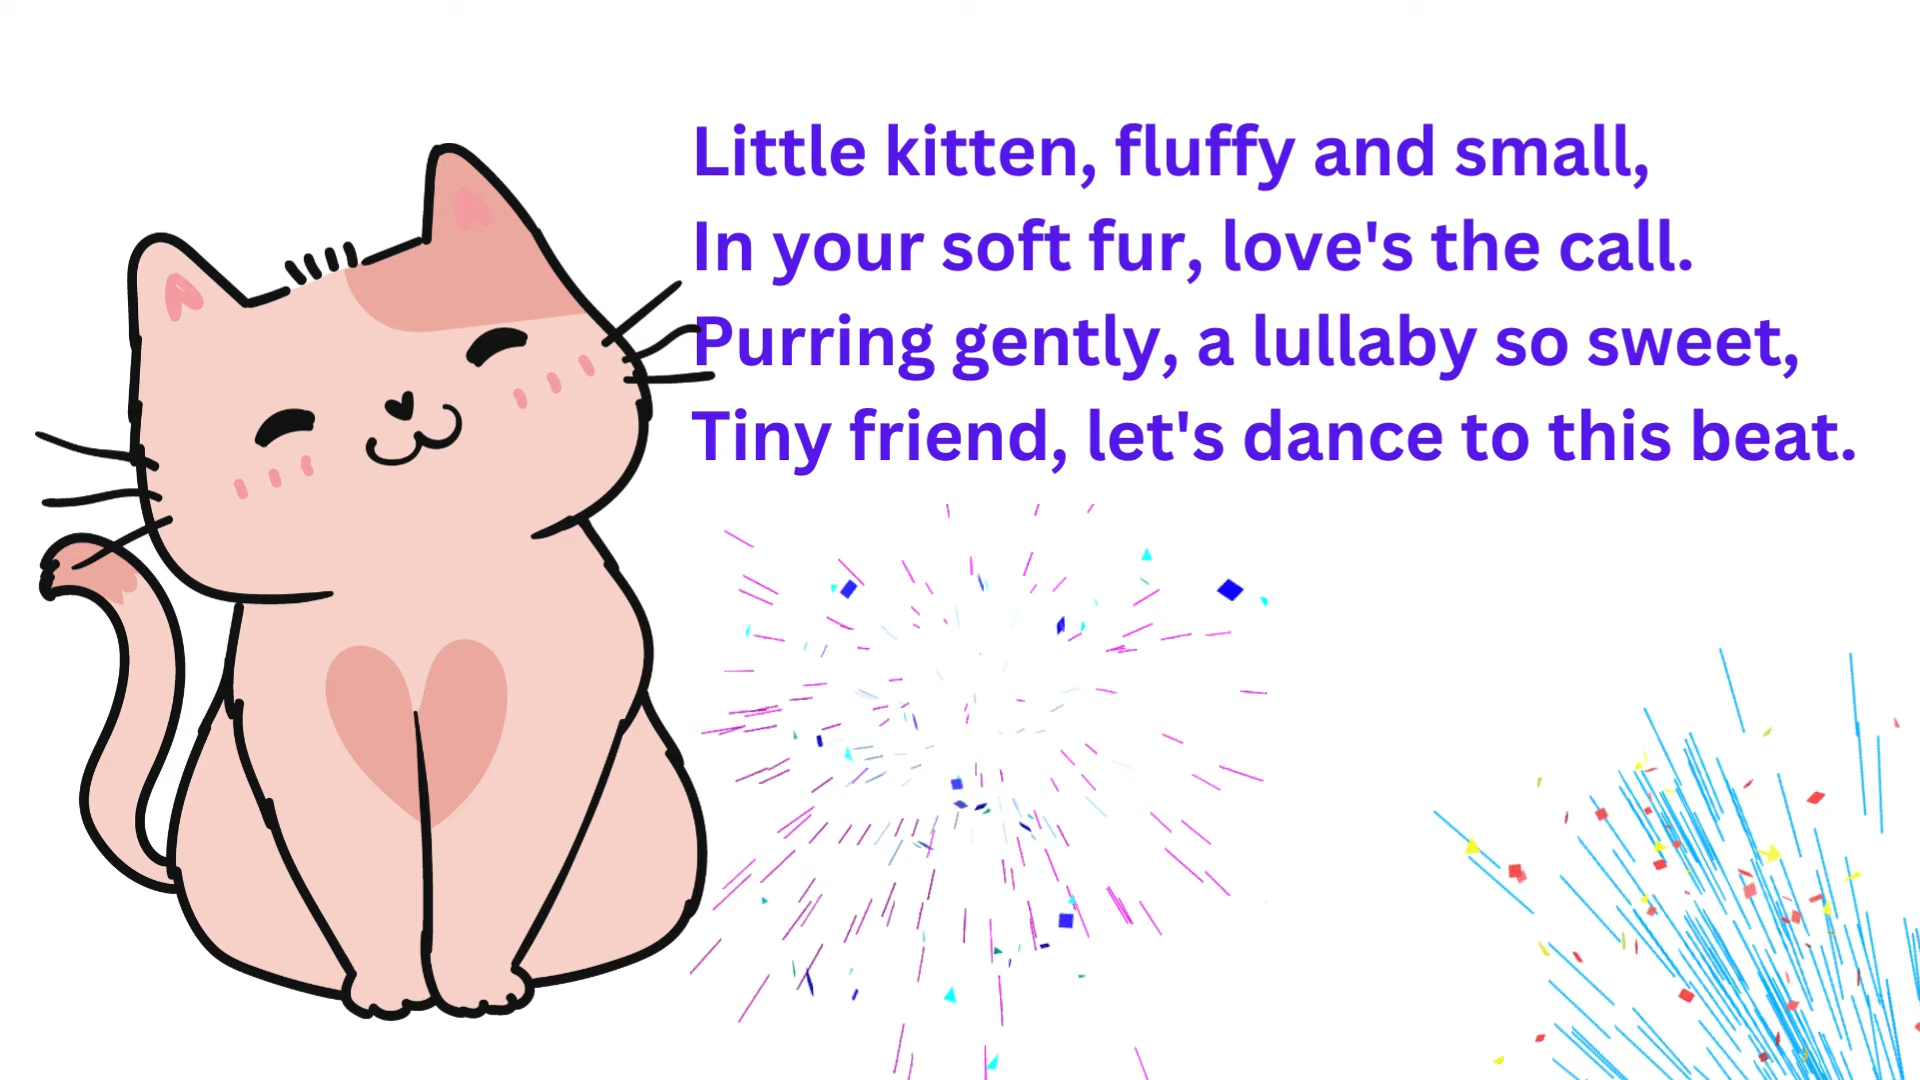 Little kitten, fluffy and small,
In your soft fur, love's the call.
Purring gently, a lullaby so sweet,
Tiny friend, let's dance to this beat.